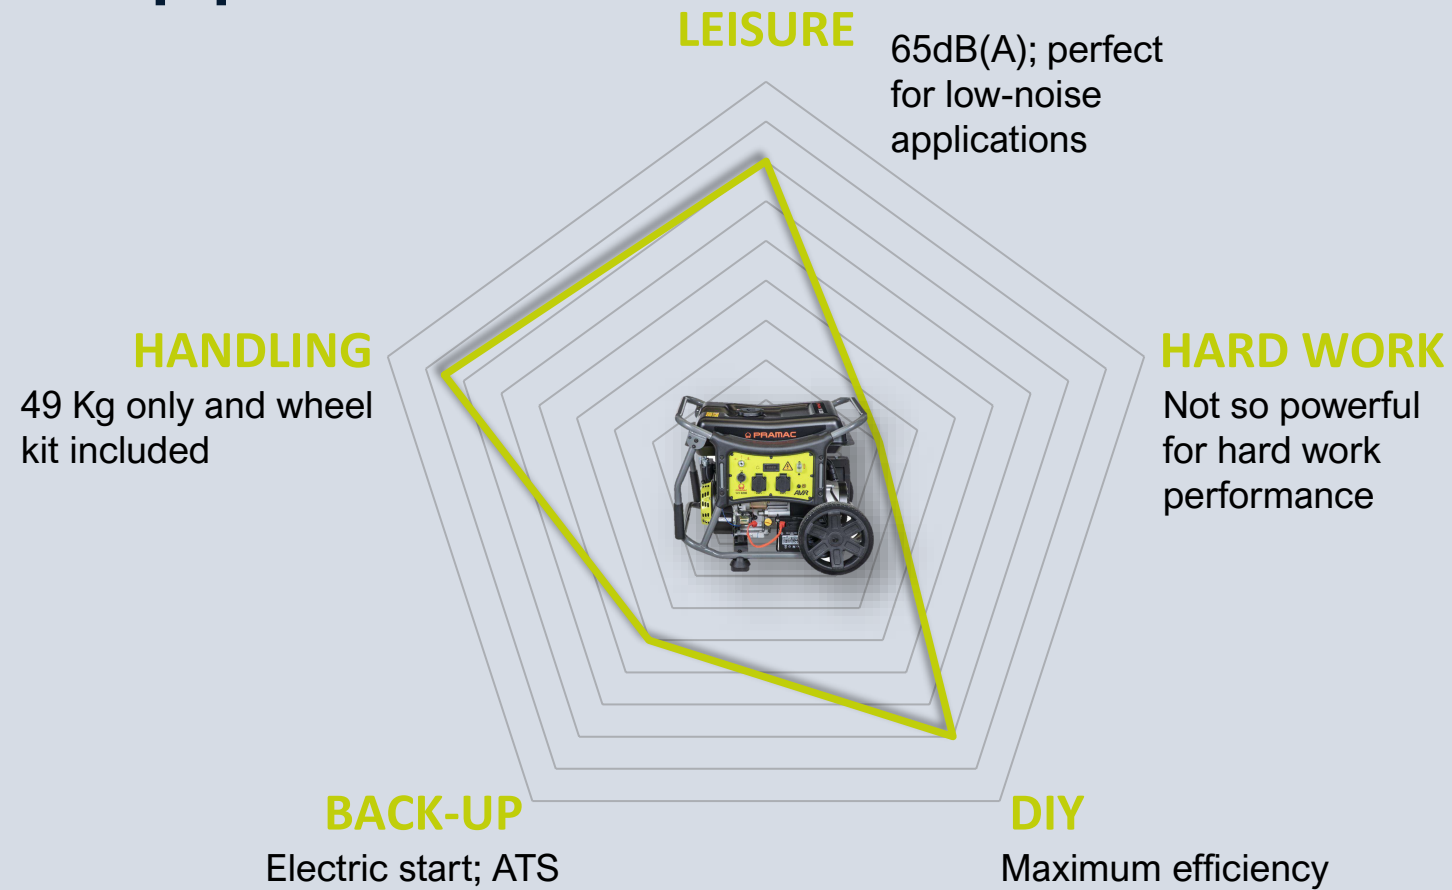 LEISURE
65dB(A); perfect
for low-noise
applications
HANDLING
49 Kg only and wheel
kit included
HARD WORK
Not so powerful
for hard work
performance
PRAMAC
AVR
BACK-UP
Electric start; ATS
DIY
Maximum efficiency